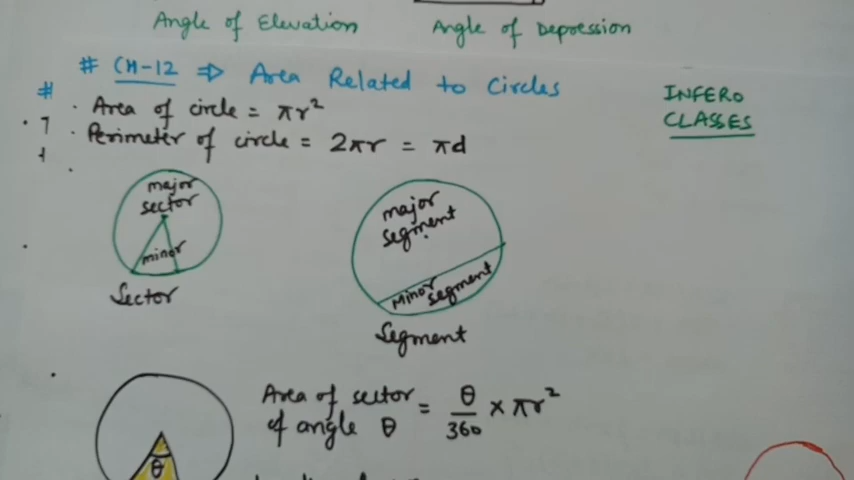 Angle of Elevation
Angle of Depression
# CH-12 ⇒ Area Related to Circles
#
INFERO
CLASSES
· Area of circle = πr²
· Perimeter of circle = 2πr = πd
major
sector
minor
Sector
major
segment
Minor segment
Segment
Area of sector
of angle θ = θ/360 × πr²
θ